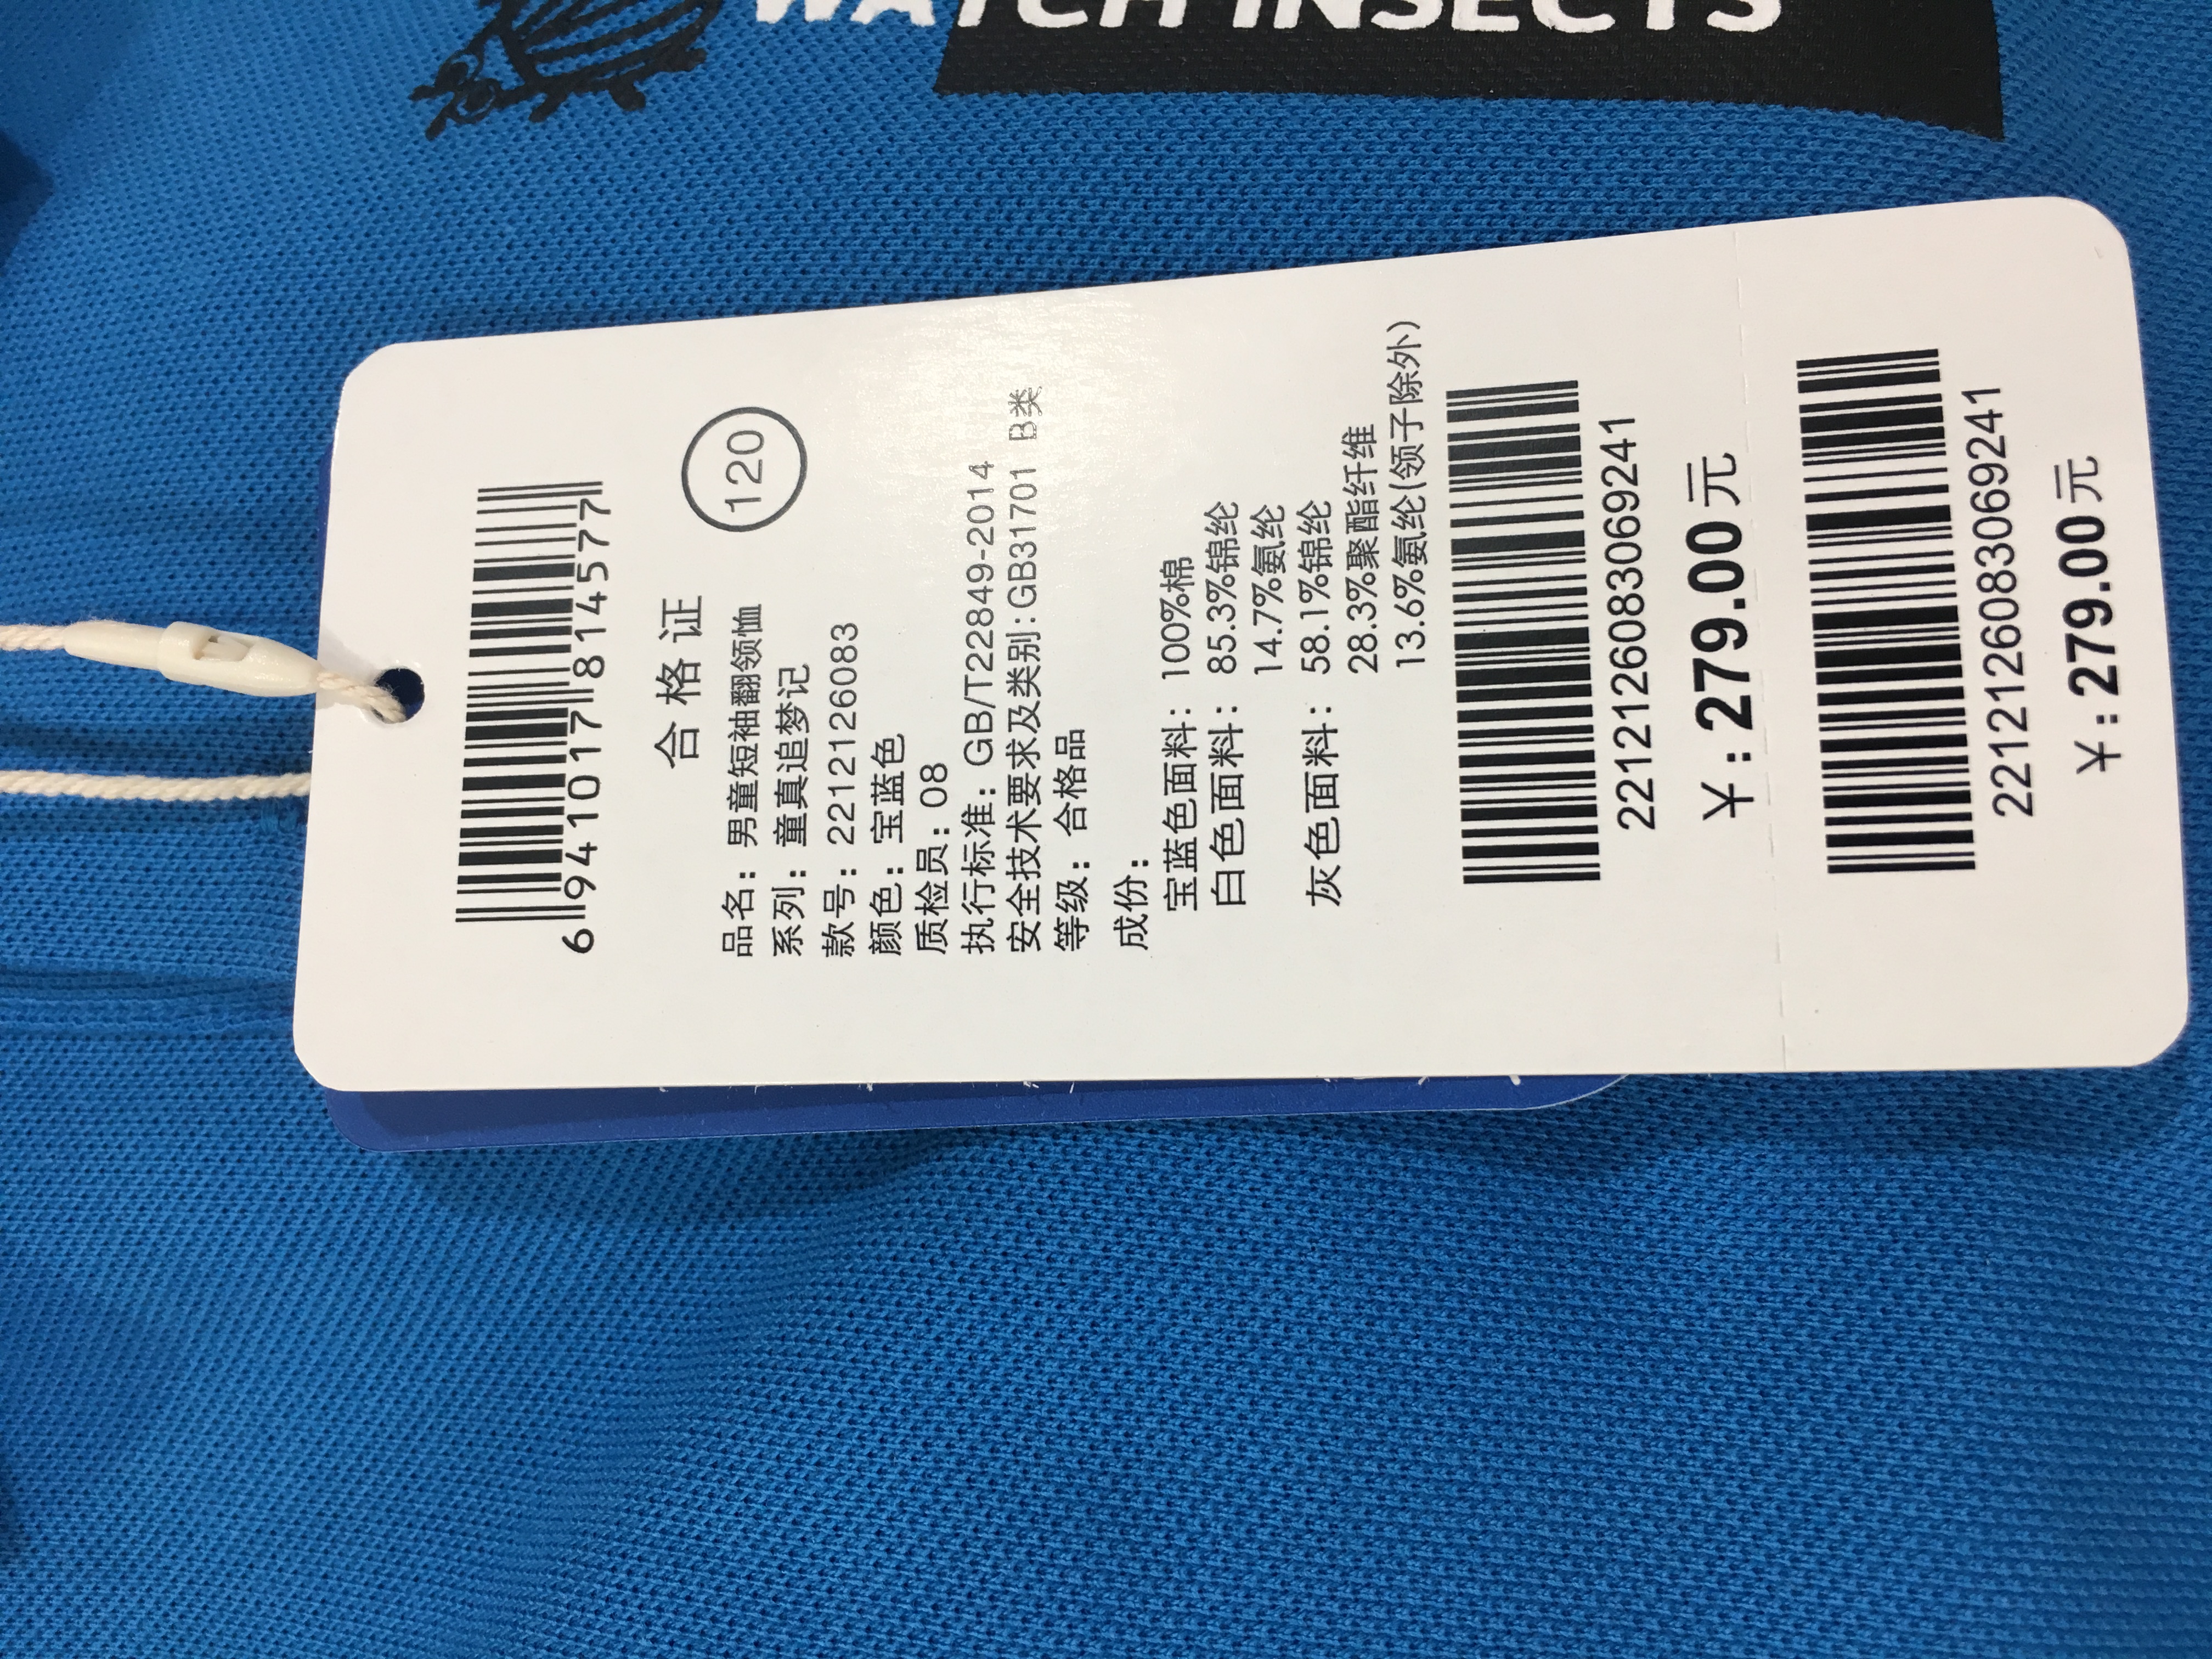 WATCH INSECTS
6941017814577
合格证
120
品名：男童短袖翻领恤
系列：童真追梦记
款号：2212126083
颜色：宝蓝色
质检员：08
执行标准：GB/T22849-2014
安全技术要求及类别：GB31701 B类
等级：合格品
成份：
宝蓝色面料：100%棉
白色面料：85.3%锦纶
14.7%氨纶
灰色面料：58.1%锦纶
28.3%聚酯纤维
13.6%氨纶(领子除外)
2212126083069241
¥：279.00元
2212126083069241
¥：279.00元